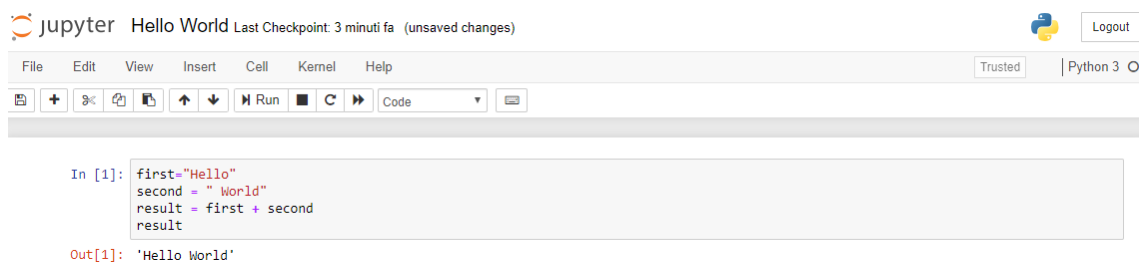 jupyter Hello World Last Checkpoint: 3 minuti fa (unsaved changes) Logout
File Edit View Insert Cell Kernel Help Trusted Python 3
Run Code
In [1]: first="Hello"
second = " World"
result = first + second
result
Out[1]: 'Hello World'